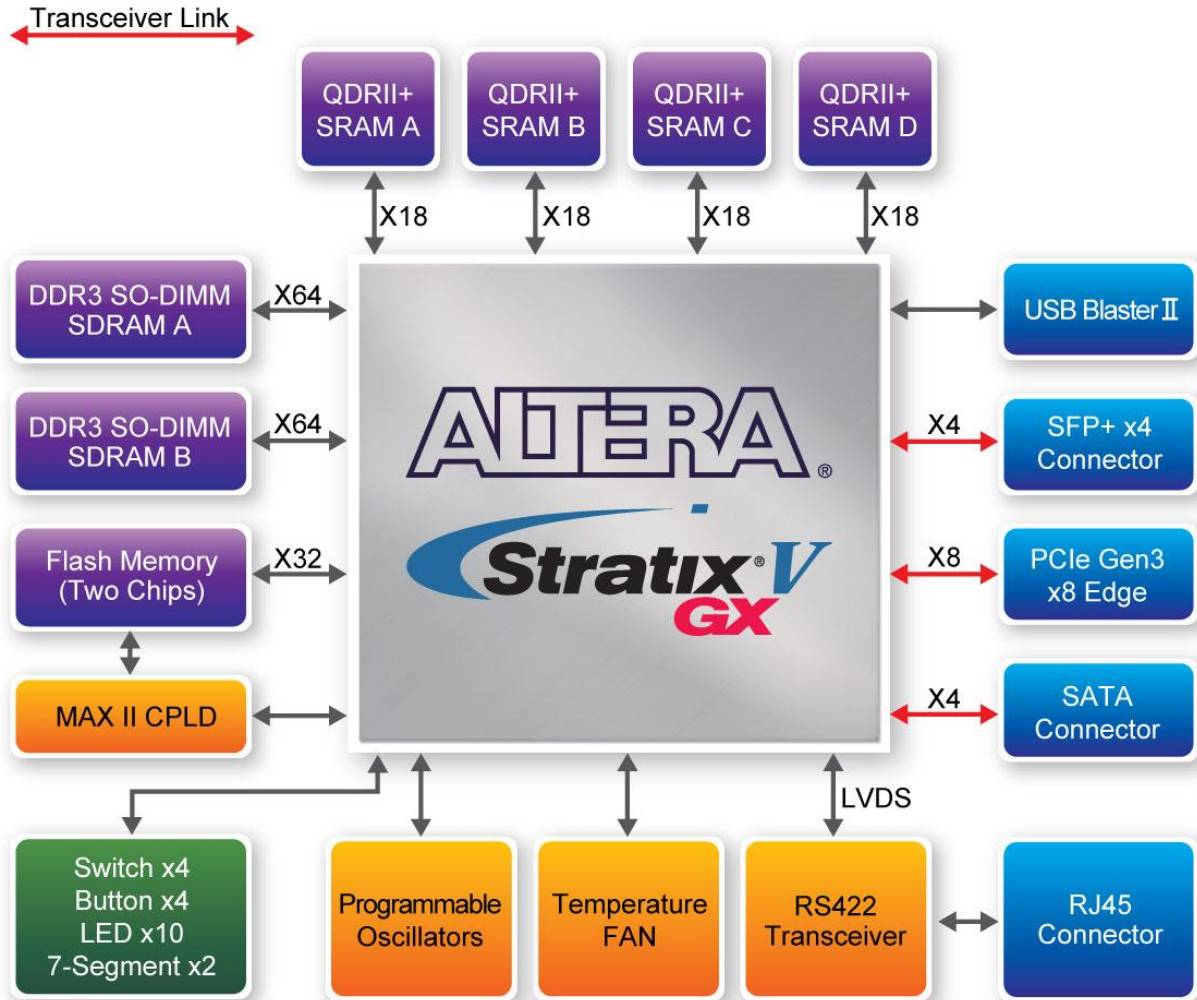 Transceiver Link
QDRII+
SRAM A
QDRII+
SRAM B
QDRII+
SRAM C
QDRII+
SRAM D
X18
X18
X18
X18
DDR3 SO-DIMM
SDRAM A
X64
USB Blaster II
DDR3 SO-DIMM
SDRAM B
X64
ALTERA®
X4
SFP+ x4
Connector
Flash Memory
(Two Chips)
X32
Stratix® V
GX
X8
PCIe Gen3
x8 Edge
MAX II CPLD
X4
SATA
Connector
LVDS
Switch x4
Button x4
LED x10
7-Segment x2
Programmable
Oscillators
Temperature
FAN
RS422
Transceiver
RJ45
Connector